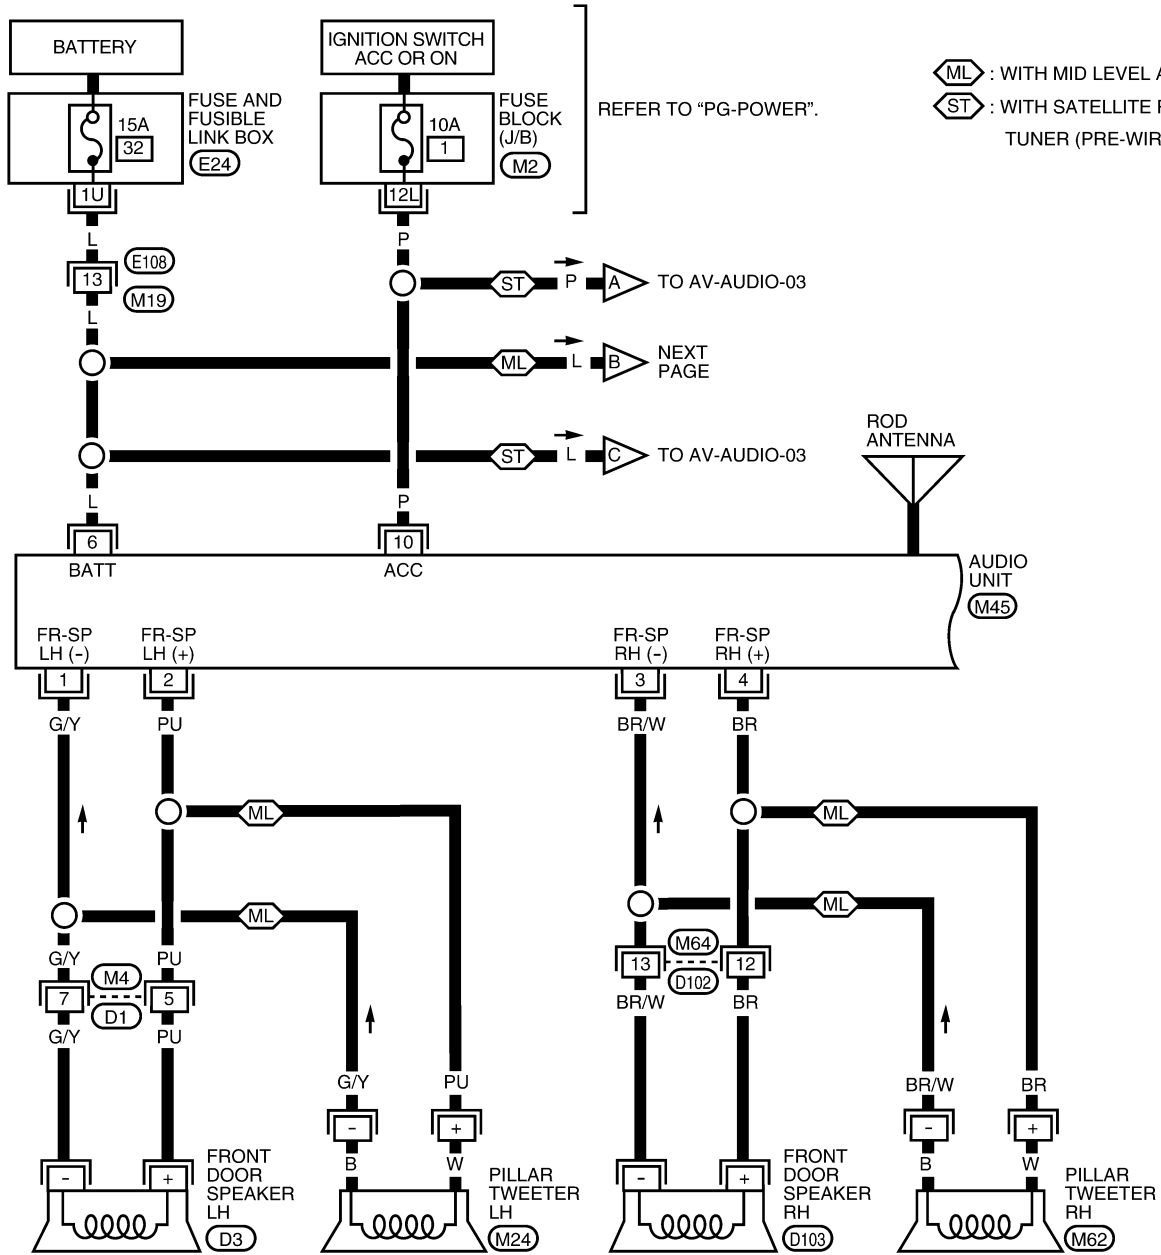 BATTERY
IGNITION SWITCH
ACC OR ON
ML : WITH MID LEVEL
ST : WITH SATELLITE
TUNER
REFER TO “PG-POWER”.
15A
32
FUSE AND
FUSIBLE
LINK BOX
E24
10A
1
FUSE
BLOCK
(J/B)
M2
1U
12L
L
P
13
E108
M19
L
ST
P
A
TO AV-AUDIO-03
ML
L
B
NEXT
PAGE
ST
L
C
TO AV-AUDIO-03
ROD
ANTENNA
L
P
6
10
BATT
ACC
AUDIO
UNIT
M45
FR-SP
LH (-)
FR-SP
LH (+)
FR-SP
RH (-)
FR-SP
RH (+)
1
2
3
4
G/Y
PU
BR/W
BR
ML
ML
ML
ML
G/Y
PU
M4
7
5
D1
G/Y
PU
M64
13
12
D102
BR/W
BR
G/Y
PU
BR/W
BR
-
+
-
+
B
W
B
W
-
+
FRONT
DOOR
SPEAKER
LH
D3
PILLAR
TWEETER
LH
M24
-
+
FRONT
DOOR
SPEAKER
RH
D103
PILLAR
TWEETER
RH
M62